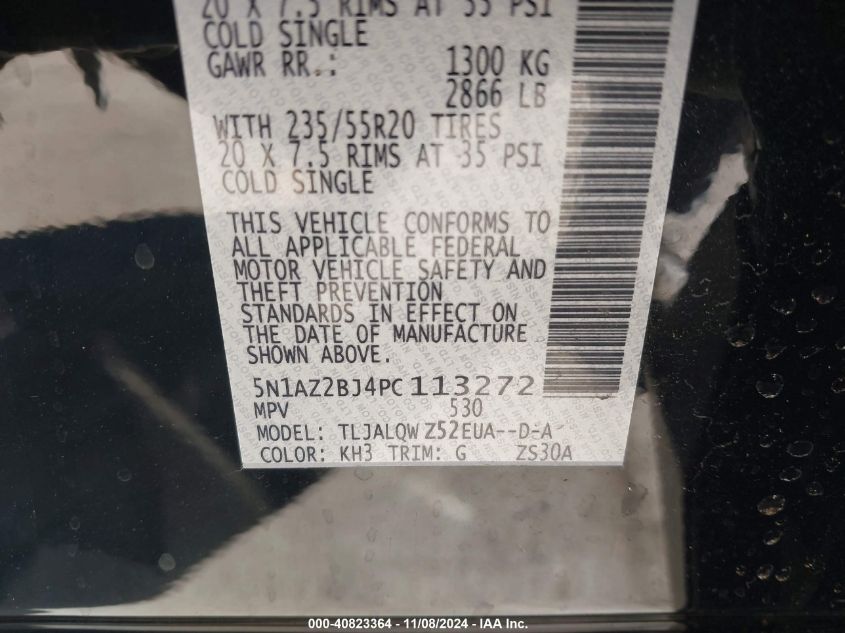 20 X 7.5 RIMS AT 35 PSI
COLD SINGLE
GAWR RR.: 1300 KG
2866 LB
WITH 235/55R20 TIRES
20 X 7.5 RIMS AT 35 PSI
COLD SINGLE
THIS VEHICLE CONFORMS TO
ALL APPLICABLE FEDERAL
MOTOR VEHICLE SAFETY AND
THEFT PREVENTION
STANDARDS IN EFFECT ON
THE DATE OF MANUFACTURE
SHOWN ABOVE.
5N1AZ2BJ4PC113272
MPV 530
MODEL: TLJALQWZ52EUA--D-A
COLOR: KH3 TRIM: G ZS30A
000-40823364 - 11/08/2024 - IAA Inc.